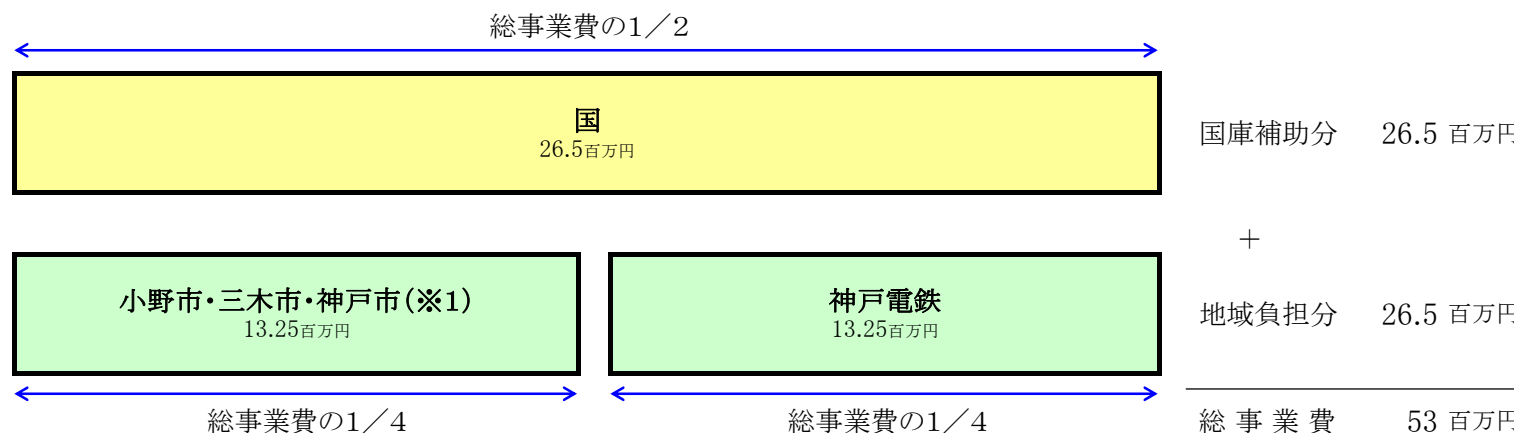 総事業費の1／2
国
26.5百万円
国庫補助分 26.5 百万円
＋
小野市・三木市・神戸市(※1)
13.25百万円
神戸電鉄
13.25百万円
地域負担分 26.5 百万円
総事業費の1／4
総事業費の1／4
総 事 業 費 53 百万円